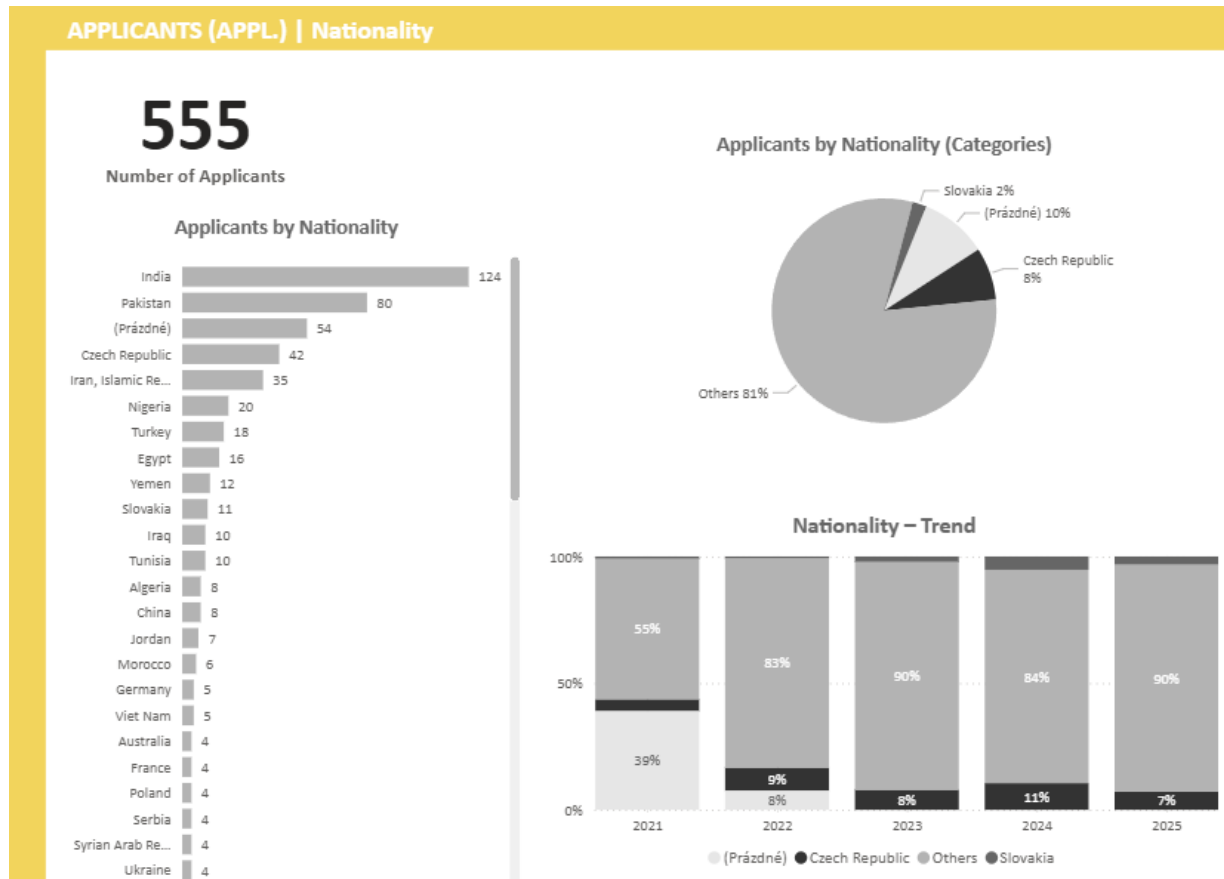 APPLICANTS (APPL.) | Nationality
555
Number of Applicants
Applicants by Nationality
India 124
Pakistan 80
(Prázdné) 54
Czech Republic 42
Iran, Islamic Re... 35
Nigeria 20
Turkey 18
Egypt 16
Yemen 12
Slovakia 11
Iraq 10
Tunisia 10
Algeria 8
China 8
Jordan 7
Morocco 6
Germany 5
Viet Nam 5
Australia 4
France 4
Poland 4
Serbia 4
Syrian Arab Re... 4
Ukraine 4
Applicants by Nationality (Categories)
Slovakia 2%
(Prázdné) 10%
Czech Republic
8%
Others 81%
Nationality – Trend
100%
50%
0%
55%
39%
83%
9%
8%
90%
8%
84%
11%
90%
7%
2021 2022 2023 2024 2025
(Prázdné) Czech Republic Others Slovakia